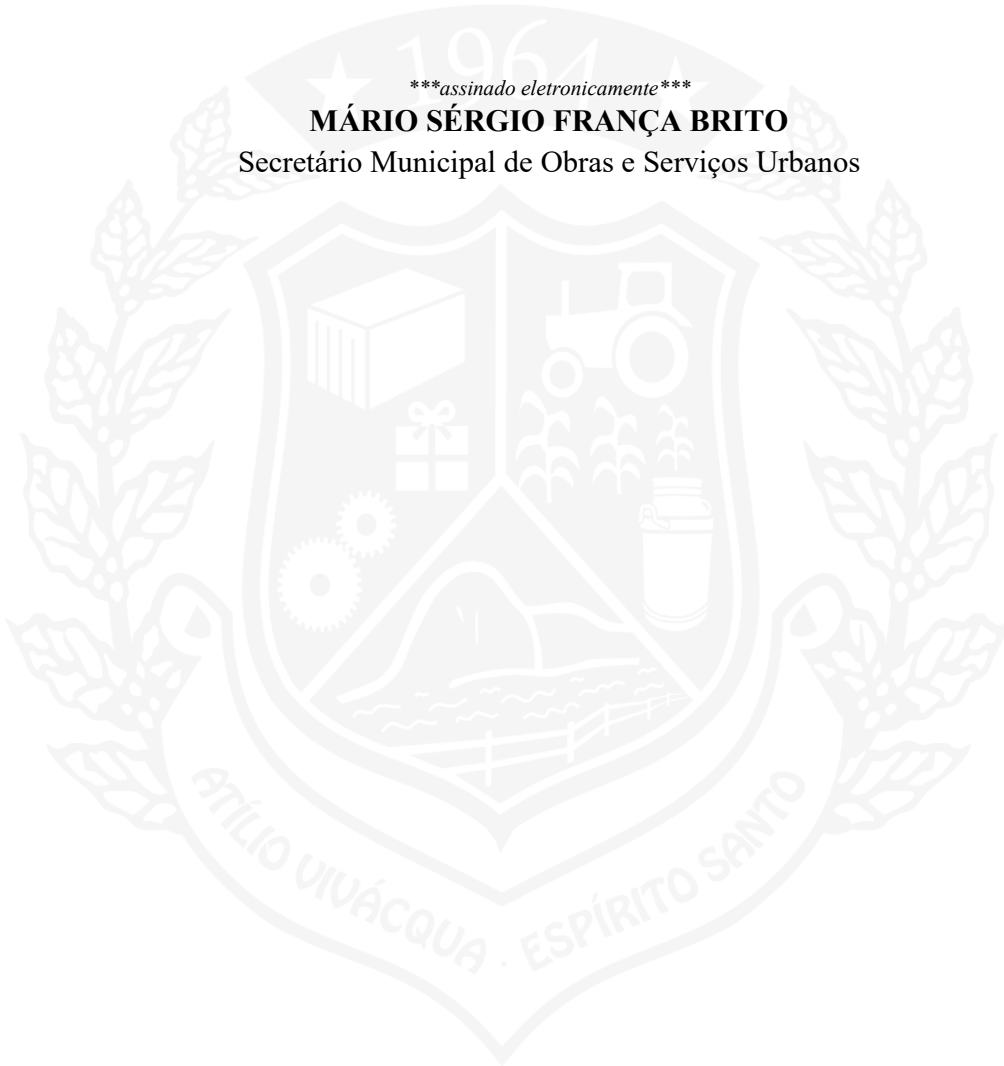 1964
***assinado eletronicamente***
MÁRIO SÉRGIO FRANÇA BRITO
Secretário Municipal de Obras e Serviços Urbanos
ATÍLIO VIVÁCQUA · ESPÍRITO SANTO